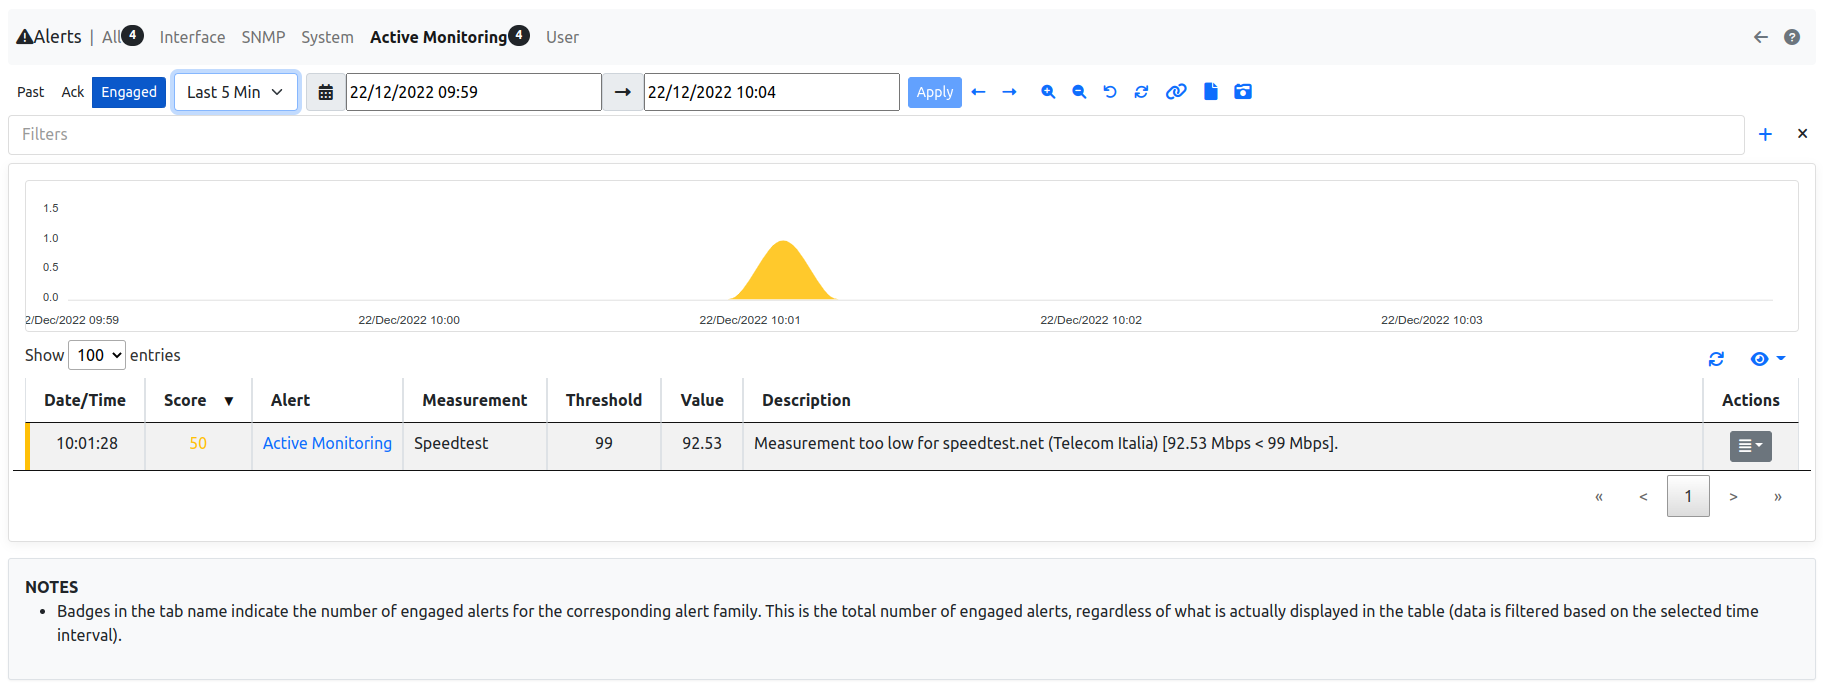 Alerts | All 4 Interface SNMP System Active Monitoring 4 User
Past Ack Engaged Last 5 Min 22/12/2022 09:59 → 22/12/2022 10:04 Apply
Filters
1.5
1.0
0.5
0.0
2/Dec/2022 09:59 22/Dec/2022 10:00 22/Dec/2022 10:01 22/Dec/2022 10:02 22/Dec/2022 10:03
Show 100 entries
Date/Time Score ▼ Alert Measurement Threshold Value Description Actions
10:01:28 50 Active Monitoring Speedtest 99 92.53 Measurement too low for speedtest.net (Telecom Italia) [92.53 Mbps < 99 Mbps].
« < 1 > »
NOTES
• Badges in the tab name indicate the number of engaged alerts for the corresponding alert family. This is the total number of engaged alerts, regardless of what is actually displayed in the table (data is filtered based on the selected time
interval).